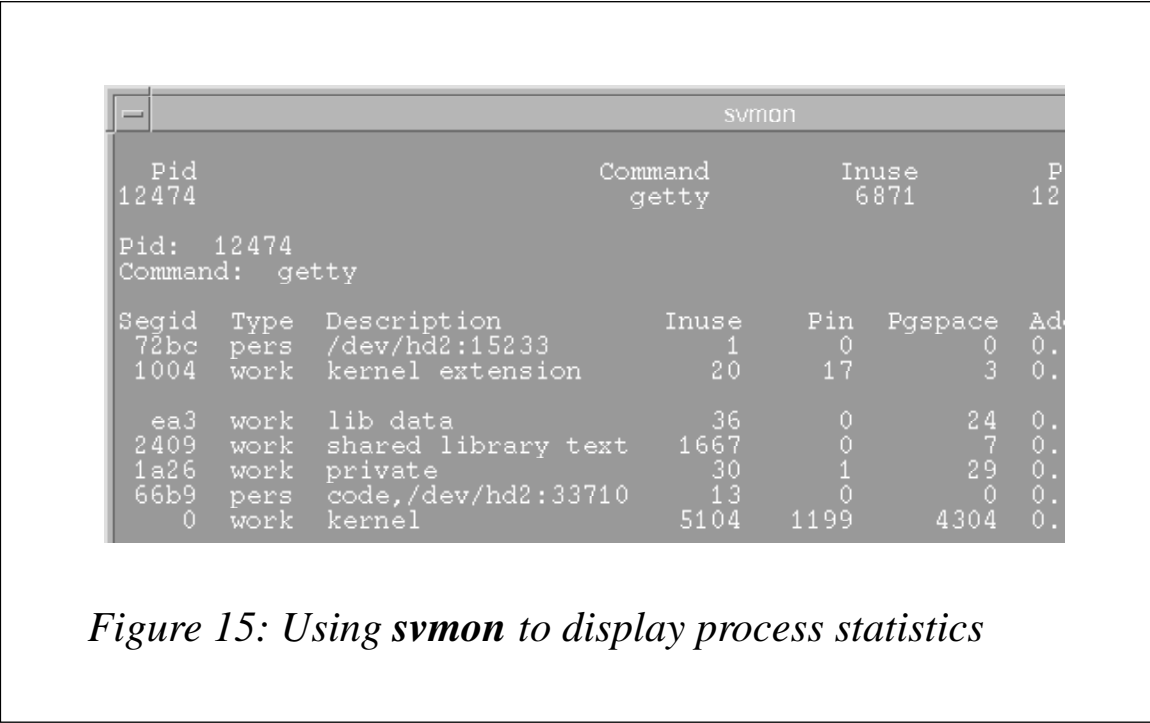 svmon
Pid Command Inuse P
12474 getty 6871 12
Pid: 12474
Command: getty
Segid Type Description Inuse Pin Pgspace Ad
72bc pers /dev/hd2:15233 1 0 0 0.
1004 work kernel extension 20 17 3 0.
ea3 work lib data 36 0 24 0.
2409 work shared library text 1667 0 7 0.
1a26 work private 30 1 29 0.
66b9 pers code,/dev/hd2:33710 13 0 0 0.
0 work kernel 5104 1199 4304 0.
Figure 15: Using svmon to display process statistics